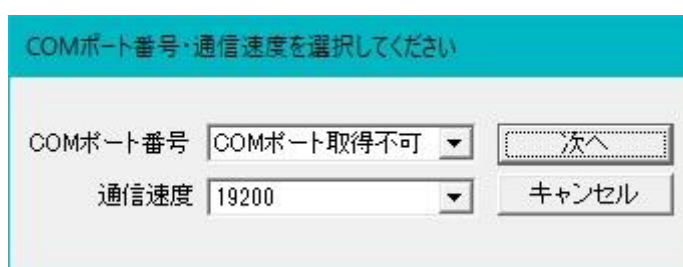 COMポート番号・通信速度を選択してください
COMポート番号 COMポート取得不可 次へ
通信速度 19200 キャンセル